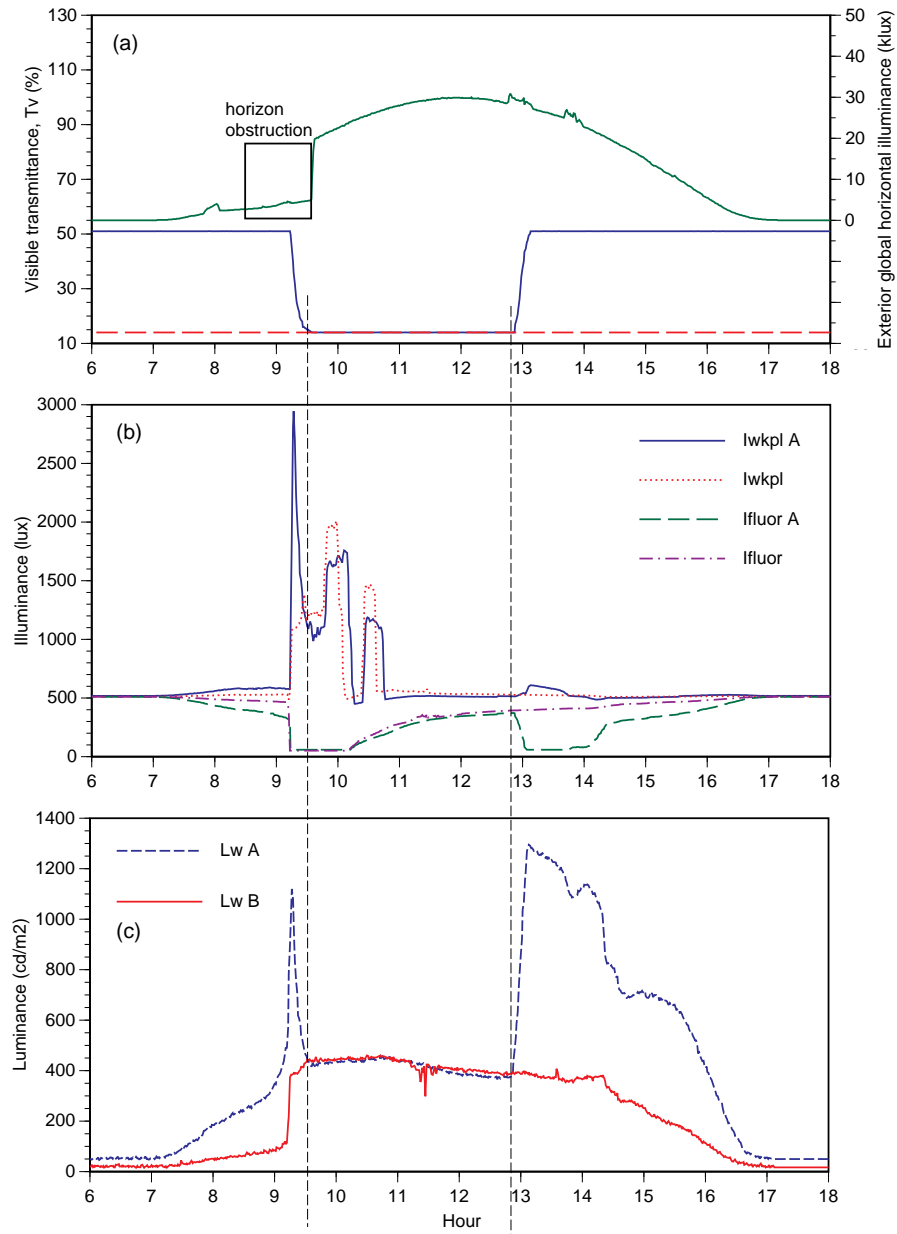 130
50
(a)
110
40
30
horizon
obstruction
90
20
70
10
0
50
30
10
Visible transmittance, Tv (%)
Exterior global horizontal illuminance (klux)
6 7 8 9 10 11 12 13 14 15 16 17 18
3000
(b)
Iwkpl A
2500
Iwkpl
2000
Ifluor A
Ifluor
1500
1000
500
0
Illuminance (lux)
6 7 8 9 10 11 12 13 14 15 16 17 18
1400
Lw A
1200
Lw B
1000
(c)
800
600
400
200
0
Luminance (cd/m2)
6 7 8 9 10 11 12 13 14 15 16 17 18
Hour